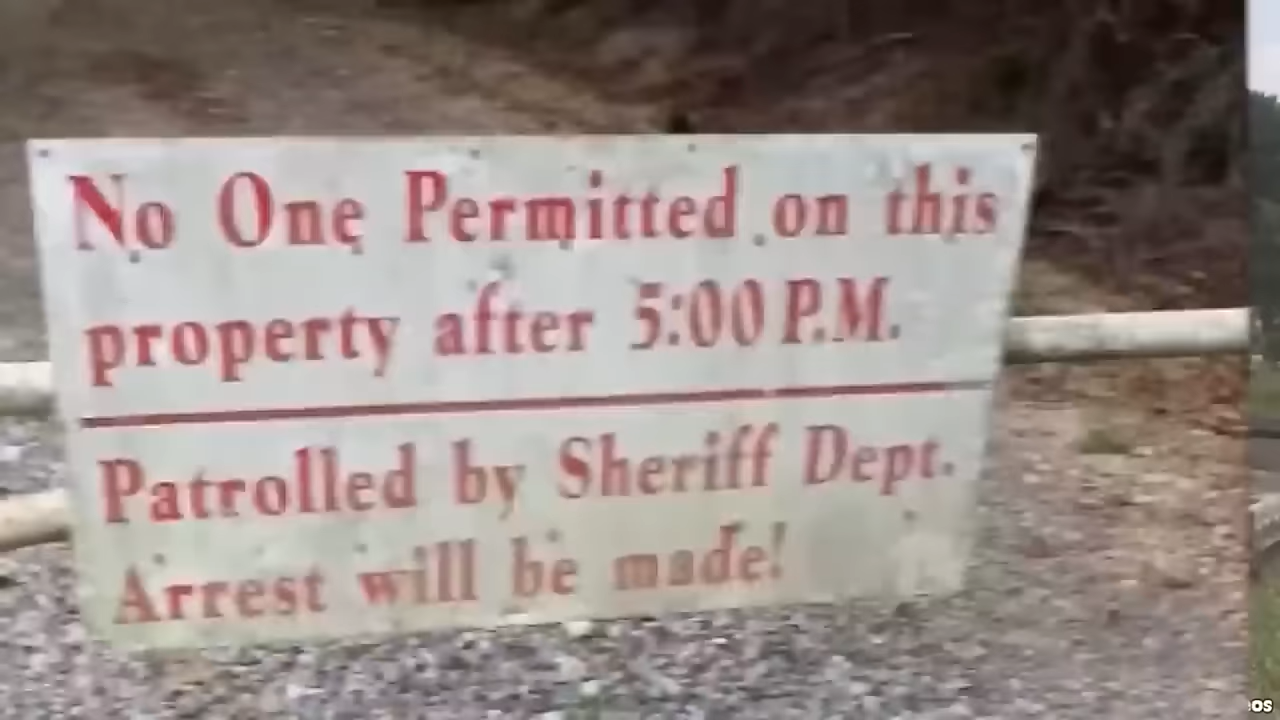 No One Permitted on this
property after 5:00 P.M.
Patrolled by Sheriff Dept.
Arrest will be made!